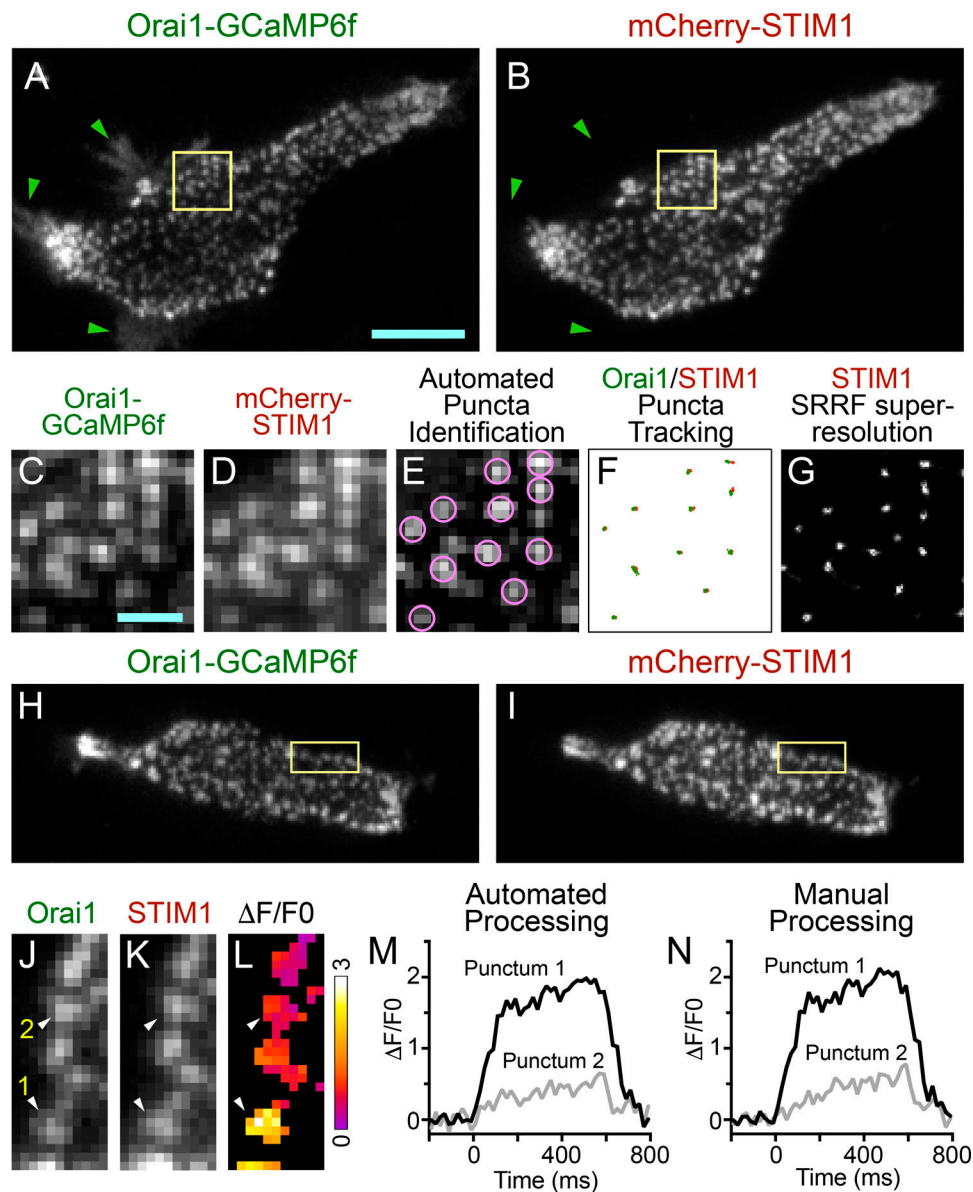 Orai1-GCaMP6f
mCherry-STIM1
A
B
Orai1-
GCaMP6f
mCherry-
STIM1
Automated
Puncta
Identification
Orai1/STIM1
Puncta
Tracking
STIM1
SRRF super-
resolution
C
D
E
F
G
Orai1-GCaMP6f
mCherry-STIM1
H
I
Orai1
STIM1
ΔF/F0
J
K
L
2
1
3
0
Automated
Processing
M
Punctum 1
Punctum 2
ΔF/F0
2
1
0
0
400
800
Time (ms)
Manual
Processing
N
Punctum 1
Punctum 2
ΔF/F0
2
1
0
0
400
800
Time (ms)